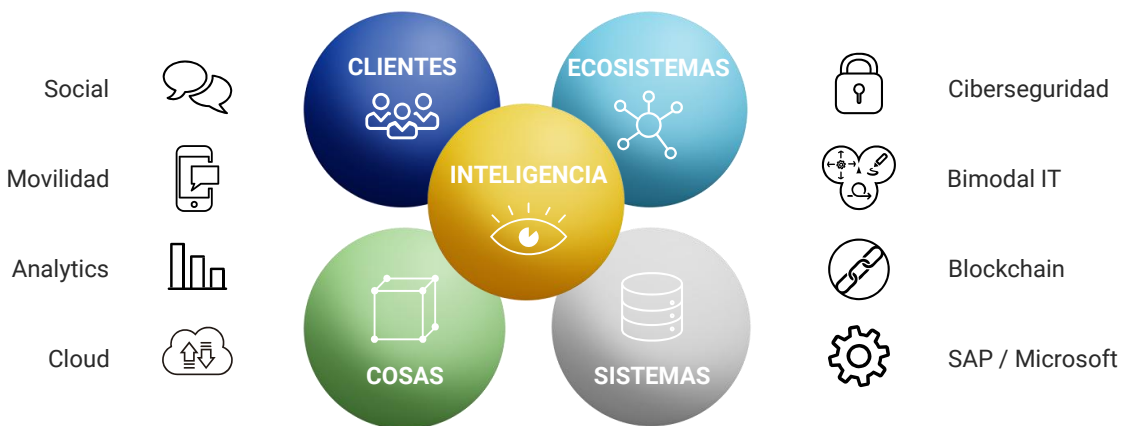 Social
Movilidad
Analytics
Cloud
CLIENTES
ECOSISTEMAS
INTELIGENCIA
COSAS
SISTEMAS
Ciberseguridad
Bimodal IT
Blockchain
SAP / Microsoft